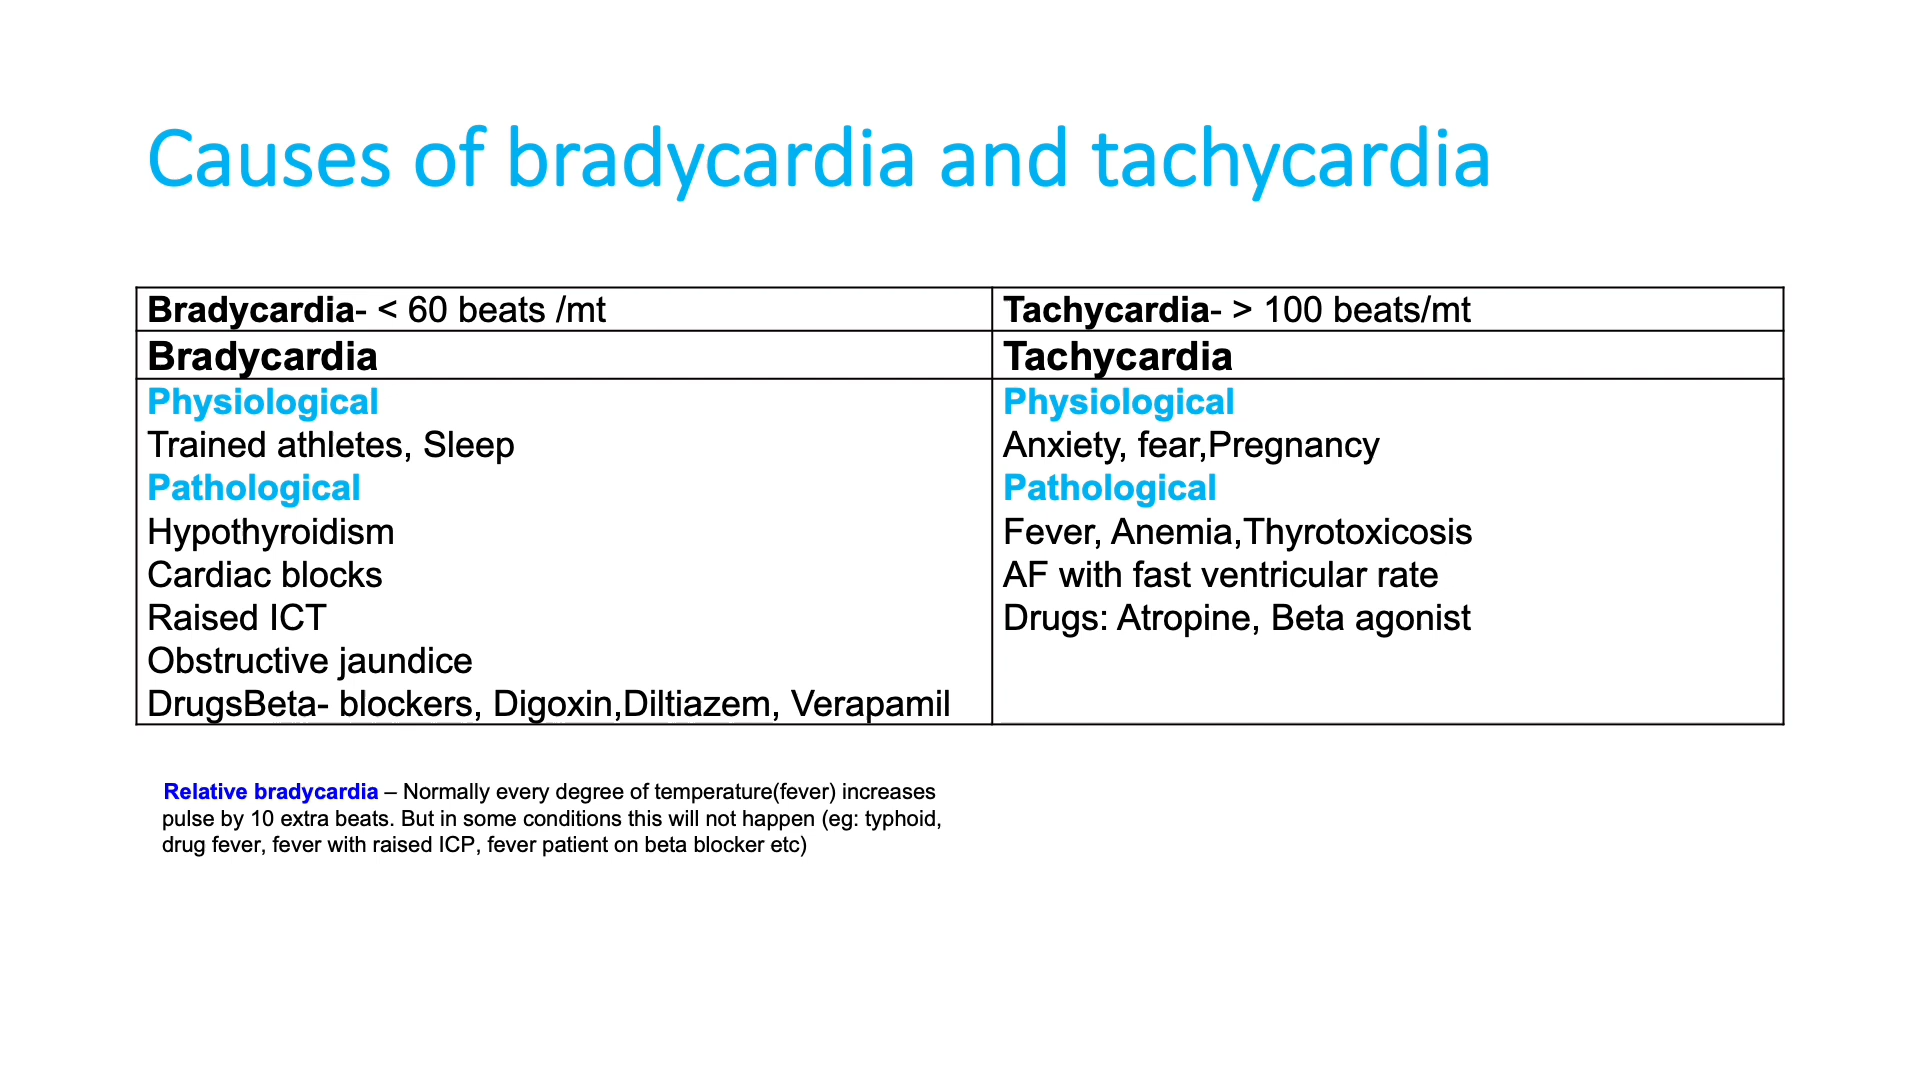 Causes of bradycardia and tachycardia
Bradycardia- < 60 beats /mt
Tachycardia- > 100 beats/mt
Bradycardia
Tachycardia
Physiological
Trained athletes, Sleep
Pathological
Hypothyroidism
Cardiac blocks
Raised ICT
Obstructive jaundice
DrugsBeta- blockers, Digoxin,Diltiazem, Verapamil
Physiological
Anxiety, fear,Pregnancy
Pathological
Fever, Anemia,Thyrotoxicosis
AF with fast ventricular rate
Drugs: Atropine, Beta agonist
Relative bradycardia – Normally every degree of temperature(fever) increases
pulse by 10 extra beats. But in some conditions this will not happen (eg: typhoid,
drug fever, fever with raised ICP, fever patient on beta blocker etc)